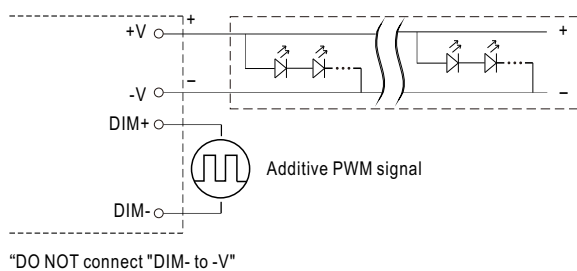 +V
+
+
-V
−
−
DIM+
Additive PWM signal
DIM-
“DO NOT connect "DIM- to -V"